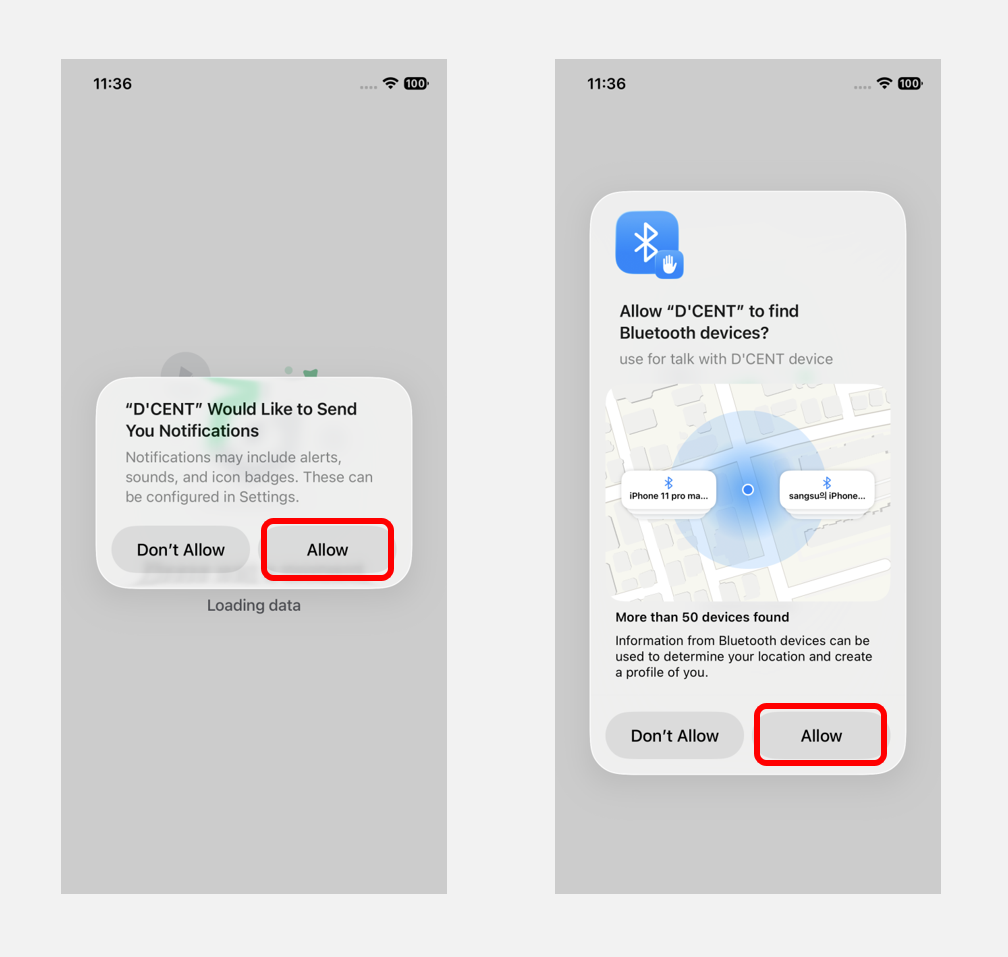 11:36
100
“D'CENT” Would Like to Send
You Notifications
Notifications may include alerts,
sounds, and icon badges. These can
be configured in Settings.
Don’t Allow
Allow
Loading data
11:36
100
Allow “D'CENT” to find
Bluetooth devices?
use for talk with D'CENT device
iPhone 11 pro ma...
sangsu의 iPhone...
More than 50 devices found
Information from Bluetooth devices can be
used to determine your location and create
a profile of you.
Don’t Allow
Allow